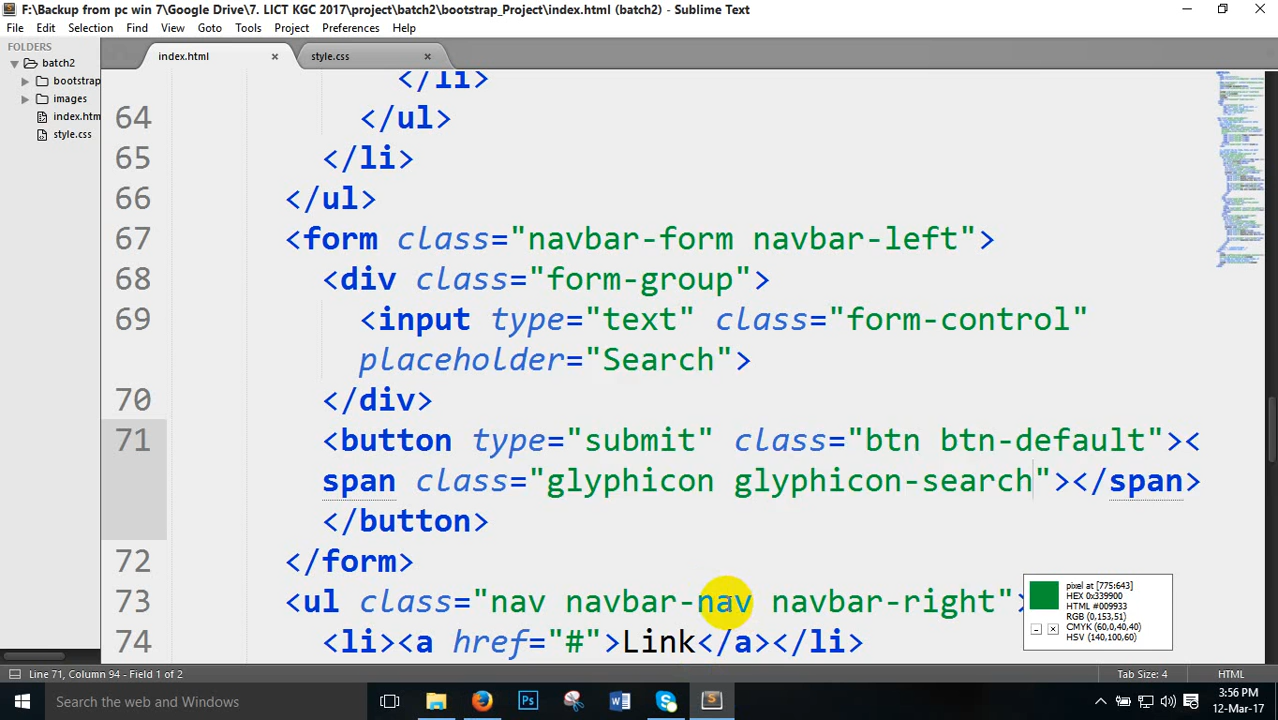 F:\Backup from pc win 7\Google Drive\7. LICT KGC 2017\project\batch2\bootstrap_Project\index.html (batch2) - Sublime Text
File Edit Selection Find View Goto Tools Project Preferences Help
FOLDERS
batch2
bootstrap
images
index.htm
style.css
index.html
style.css
</li>
64 </ul>
65 </li>
66 </ul>
67 <form class="navbar-form navbar-left">
68 <div class="form-group">
69 <input type="text" class="form-control"
placeholder="Search">
70 </div>
71 <button type="submit" class="btn btn-default"><
span class="glyphicon glyphicon-search"></span>
</button>
72 </form>
73 <ul class="nav navbar-nav navbar-right">
74 <li><a href="#">Link</a></li>
pixel at [775:643]
HEX 0x339900
HTML #009933
RGB (0,153,51)
CMYK (60,0,40,40)
HSV (140,100,60)
Line 71, Column 94 - Field 1 of 2
Tab Size: 4
HTML
Search the web and Windows
3:56 PM
12-Mar-17